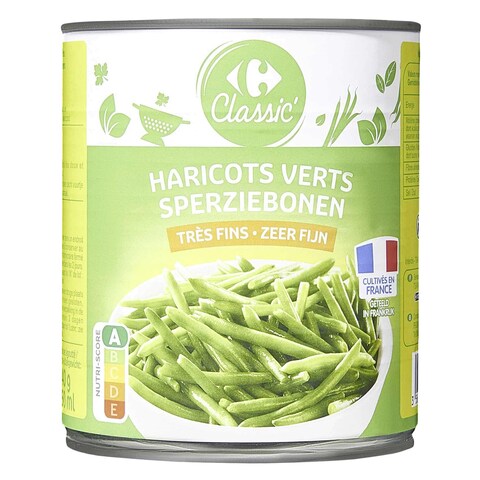 Classic'
HARICOTS VERTS
SPERZIEBONEN
TRÈS FINS • ZEER FIJN
CULTIVÉS EN
FRANCE
GETEELD
IN FRANKRIJK
NUTRI-SCORE
A
B
C
D
E